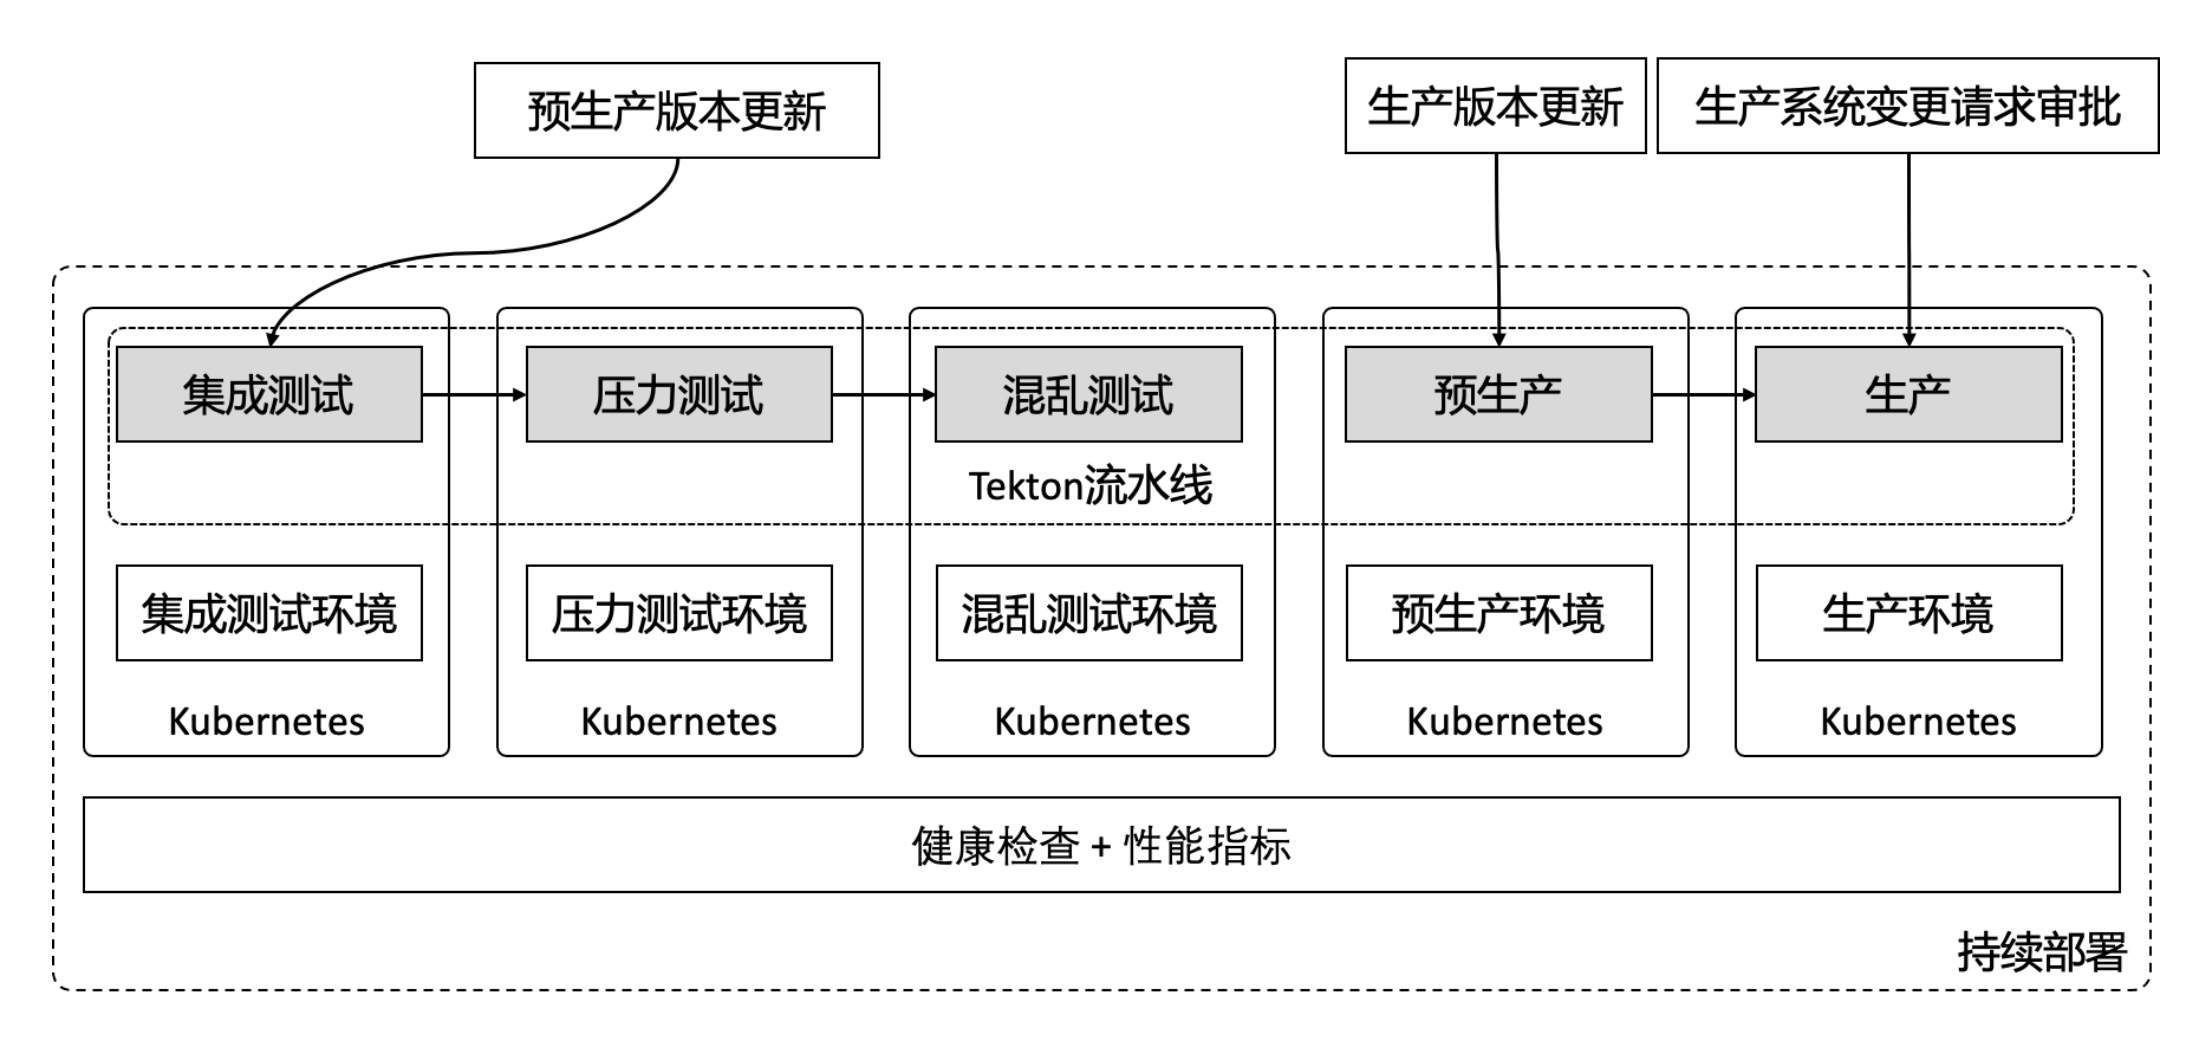 预生产版本更新
生产版本更新
生产系统变更请求审批
集成测试
压力测试
混乱测试
预生产
生产
Tekton流水线
集成测试环境
压力测试环境
混乱测试环境
预生产环境
生产环境
Kubernetes
Kubernetes
Kubernetes
Kubernetes
Kubernetes
健康检查 + 性能指标
持续部署